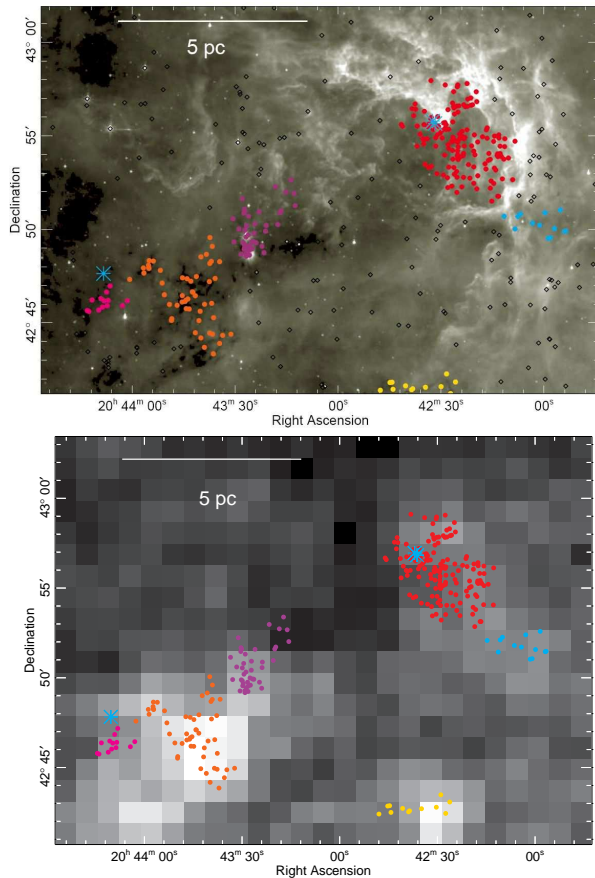 5 pc
43° 00'
55'
50'
42° 45'
Declination
20ʰ 44ᵐ 00ˢ 43ᵐ 30ˢ 00ˢ 42ᵐ 30ˢ 00ˢ
Right Ascension
5 pc
43° 00'
55'
50'
42° 45'
Declination
20ʰ 44ᵐ 00ˢ 43ᵐ 30ˢ 00ˢ 42ᵐ 30ˢ 00ˢ
Right Ascension